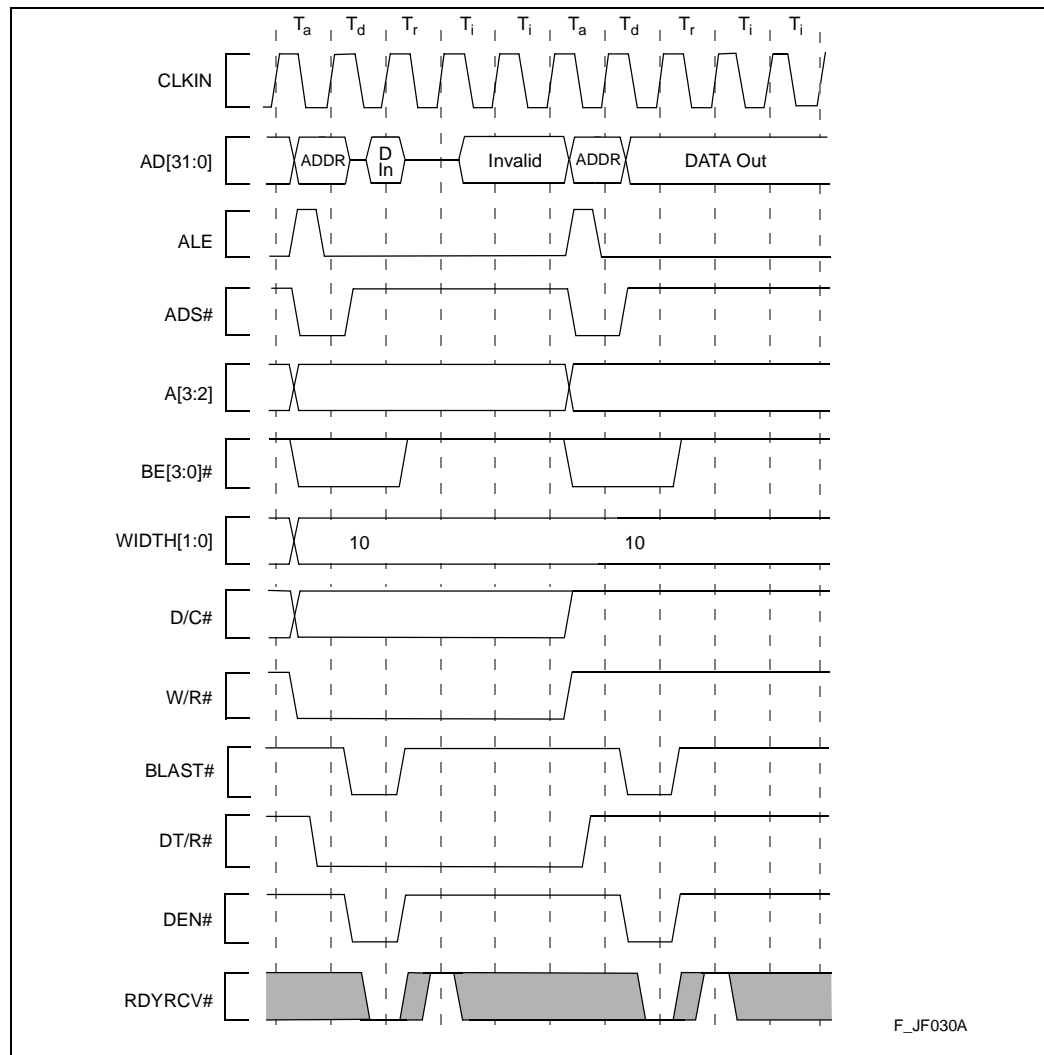 Ta Td Tr Ti Ti Ta Td Tr Ti Ti
CLKIN
AD[31:0] ADDR D In Invalid ADDR DATA Out
ALE
ADS#
A[3:2]
BE[3:0]#
WIDTH[1:0] 10 10
D/C#
W/R#
BLAST#
DT/R#
DEN#
RDYRCV#
F_JF030A